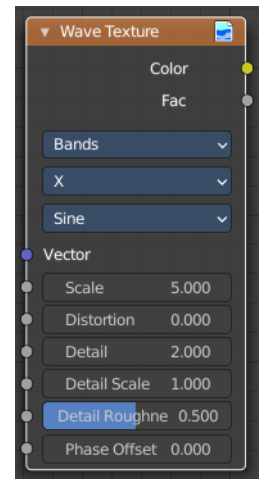 Wave Texture
Color
Fac
Bands
X
Sine
Vector
Scale 5.000
Distortion 0.000
Detail 2.000
Detail Scale 1.000
Detail Roughne 0.500
Phase Offset 0.000